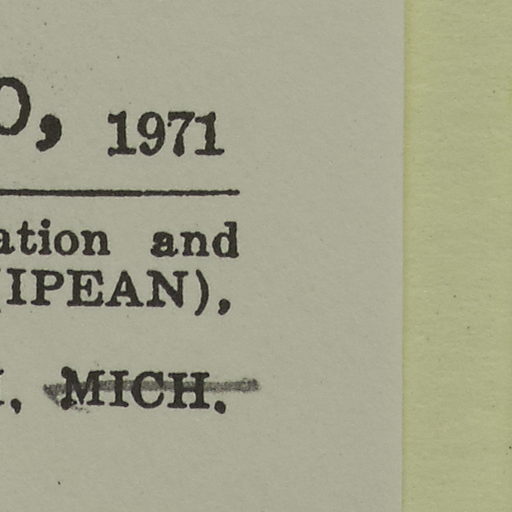 O, 1971
ation and
(IPEAN),
, MICH.